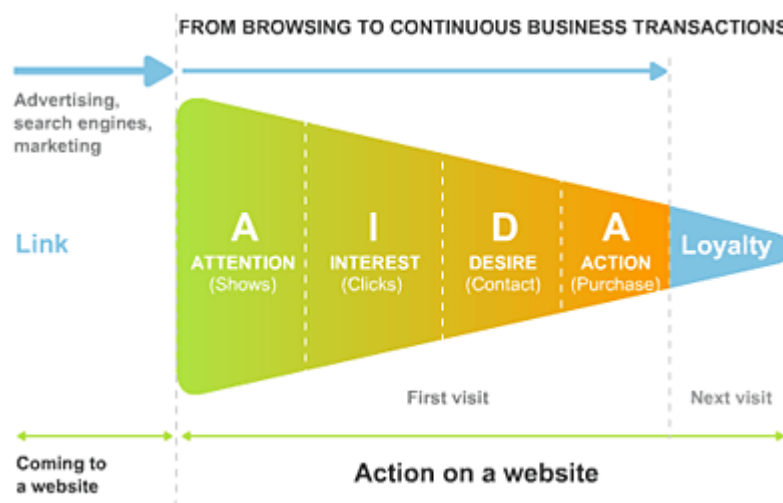 FROM BROWSING TO CONTINUOUS BUSINESS TRANSACTIONS
Advertising,
search engines,
marketing
Link
A
ATTENTION
(Shows)
I
INTEREST
(Clicks)
D
DESIRE
(Contact)
A
ACTION
(Purchase)
Loyalty
First visit
Next visit
Coming to
a website
Action on a website